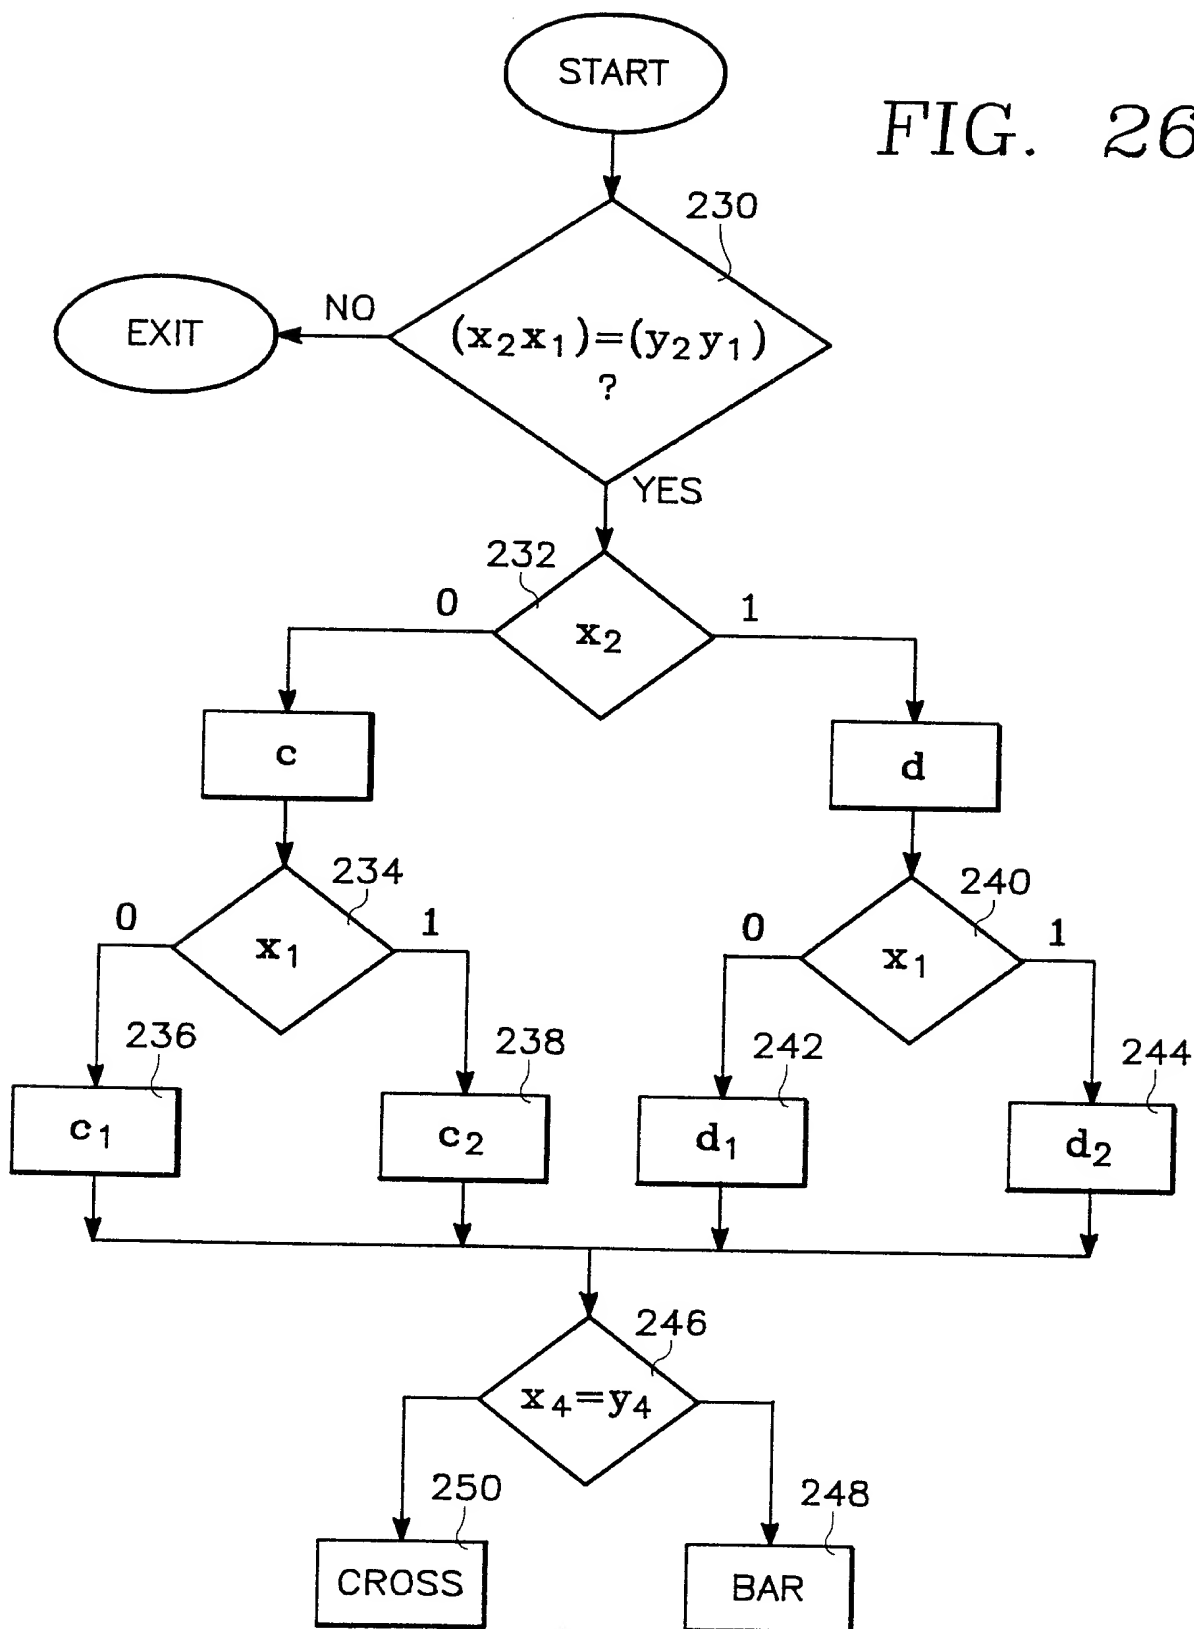 START
FIG. 26
230
(x₂x₁)=(y₂y₁)
?
NO
EXIT
YES
232
0
x₂
1
c
d
234
0
x₁
1
240
0
x₁
1
236
c₁
238
c₂
242
d₁
244
d₂
246
x₄=y₄
250
CROSS
248
BAR